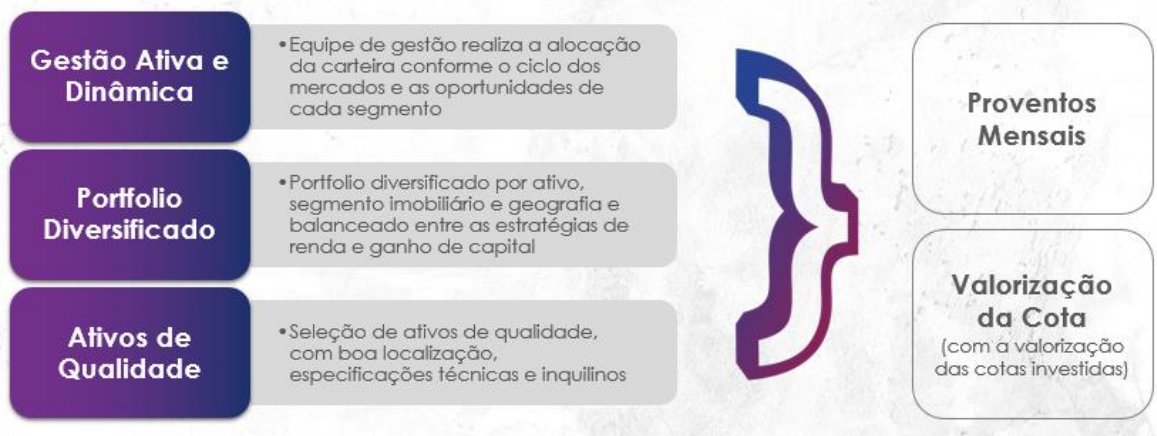 Gestão Ativa e
Dinâmica
•Equipe de gestão realiza a alocação
da carteira conforme o ciclo dos
mercados e as oportunidades de
cada segmento
Portfolio
Diversificado
•Portfolio diversificado por ativo,
segmento imobiliário e geografia e
balanceado entre as estratégias de
renda e ganho de capital
Ativos de
Qualidade
•Seleção de ativos de qualidade,
com boa localização,
especificações técnicas e inquilinos
Proventos
Mensais
Valorização
da Cota
(com a valorização
das cotas investidas)